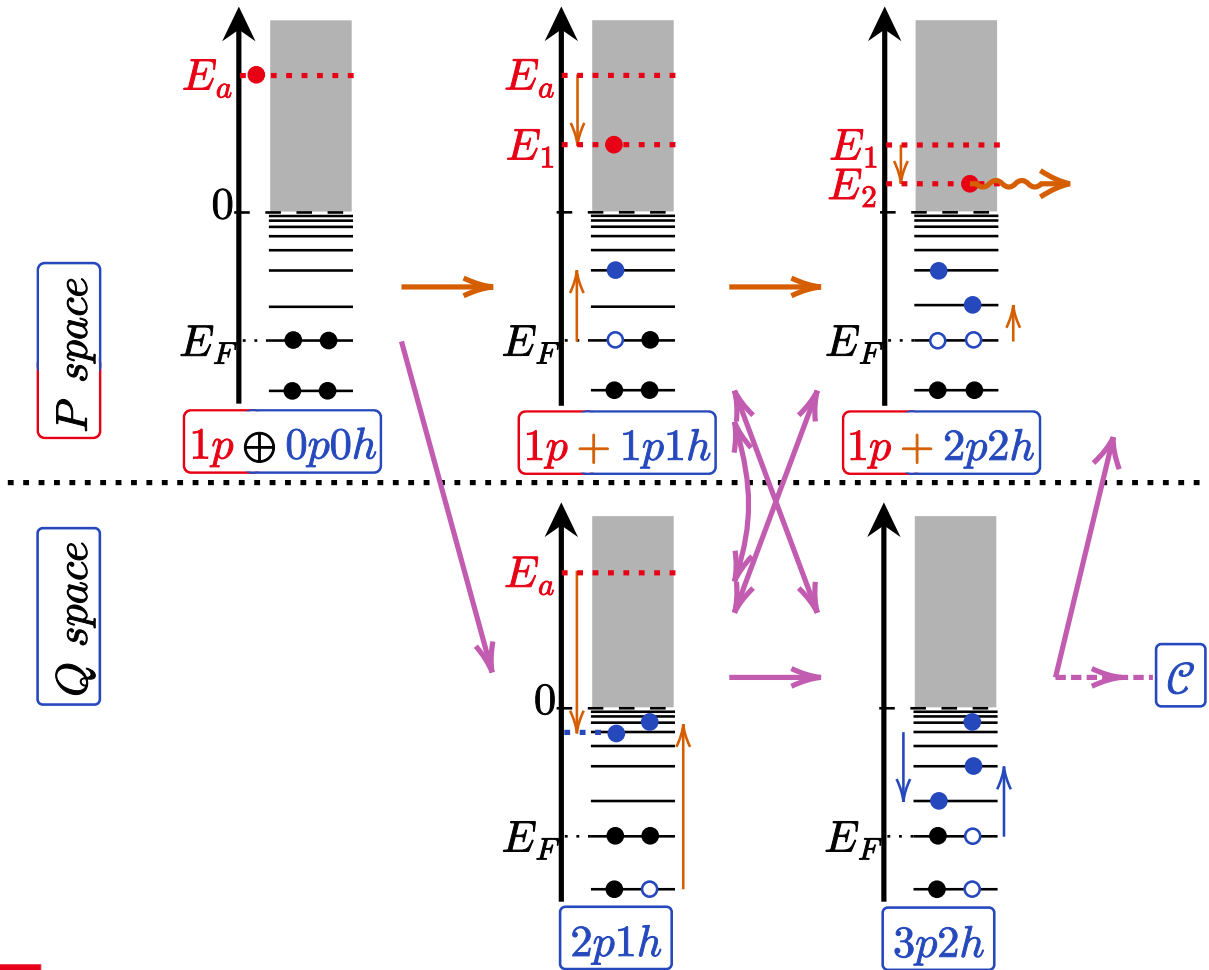 P space
E_a
0
E_F
1p ⊕ 0p0h
E_a
E_1
E_F
1p + 1p1h
E_1
E_2
E_F
1p + 2p2h
Q space
E_a
0
E_F
2p1h
E_F
3p2h
𝒞